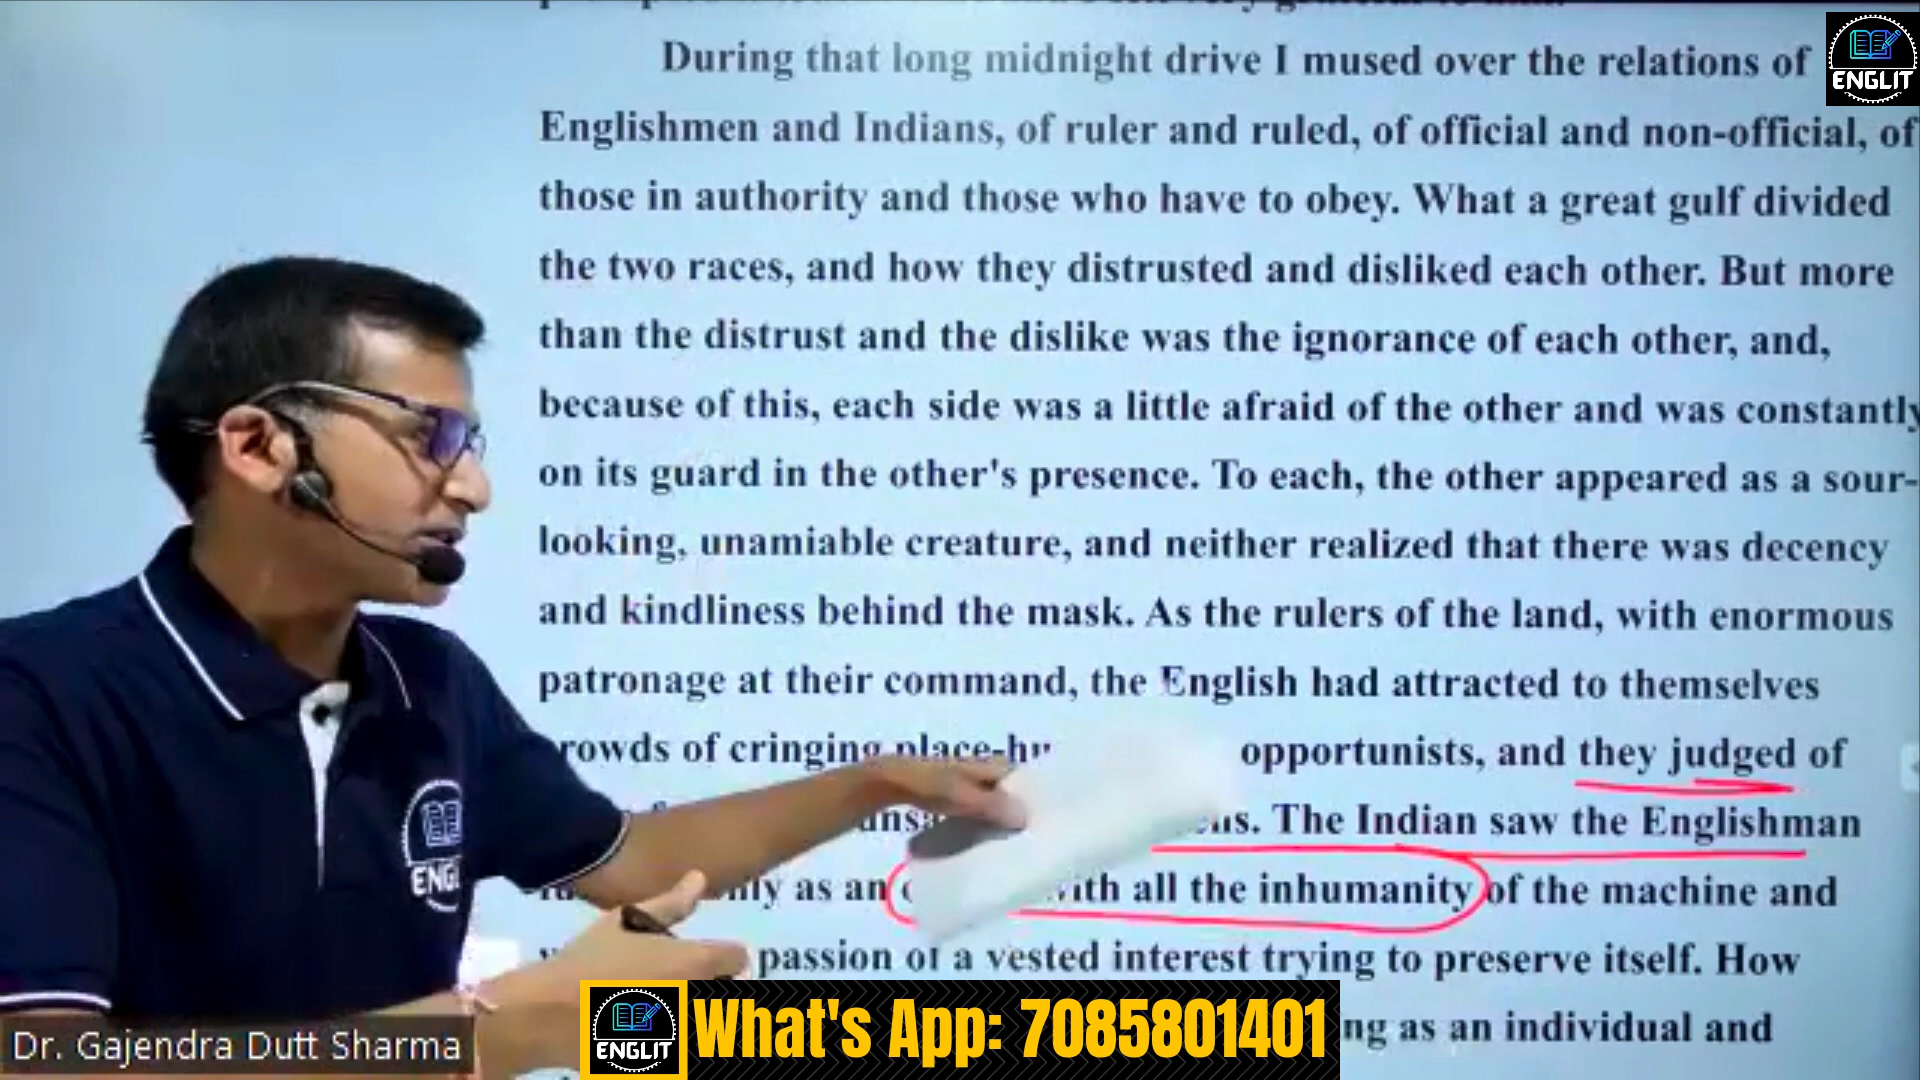 During that long midnight drive I mused over the relations of
Englishmen and Indians, of ruler and ruled, of official and non-official, of
those in authority and those who have to obey. What a great gulf divided
the two races, and how they distrusted and disliked each other. But more
than the distrust and the dislike was the ignorance of each other, and,
because of this, each side was a little afraid of the other and was constantly
on its guard in the other's presence. To each, the other appeared as a sour-
looking, unamiable creature, and neither realized that there was decency
and kindliness behind the mask. As the rulers of the land, with enormous
patronage at their command, the English had attracted to themselves
of cringing opportunists, and they judged of
The Indian saw the Englishman
as an all the inhumanity of the machine and
passion of a vested interest trying to preserve itself. How
as an individual and
ENGLIT
ENGL
Dr. Gajendra Dutt Sharma
ENGLIT
What's App: 7085801401